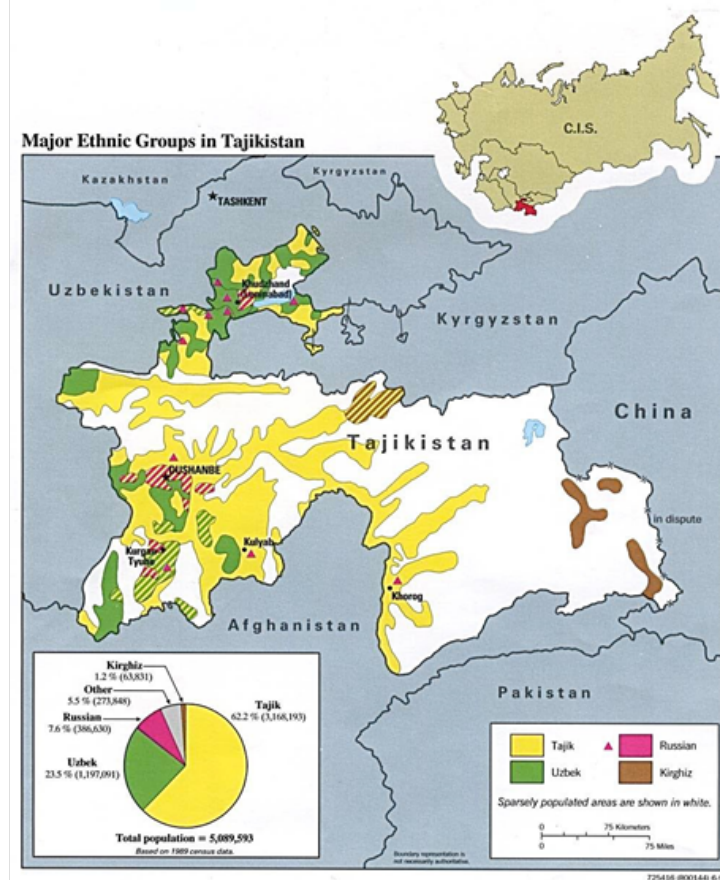 C.I.S.
Major Ethnic Groups in Tajikistan
Kazakhstan
Kyrgyzstan
TASHKENT
Uzbekistan
Khudzhand
Kyrgyzstan
China
Tajikistan
DUSHANBE
in dispute
Kulyab
Kurgan
Tyube
Khorog
Afghanistan
Pakistan
Kirghiz
1.2 % (63,831)
Other
5.5 % (273,848)
Russian
7.6 % (386,630)
Uzbek
23.5 % (1,197,091)
Tajik
62.2 % (3,168,193)
Total population = 5,089,593
Based on 1989 census data.
Tajik
Russian
Uzbek
Kirghiz
Sparsely populated areas are shown in white.
0 75 Kilometers
0 75 Miles
Boundary representation is
not necessarily authoritative.